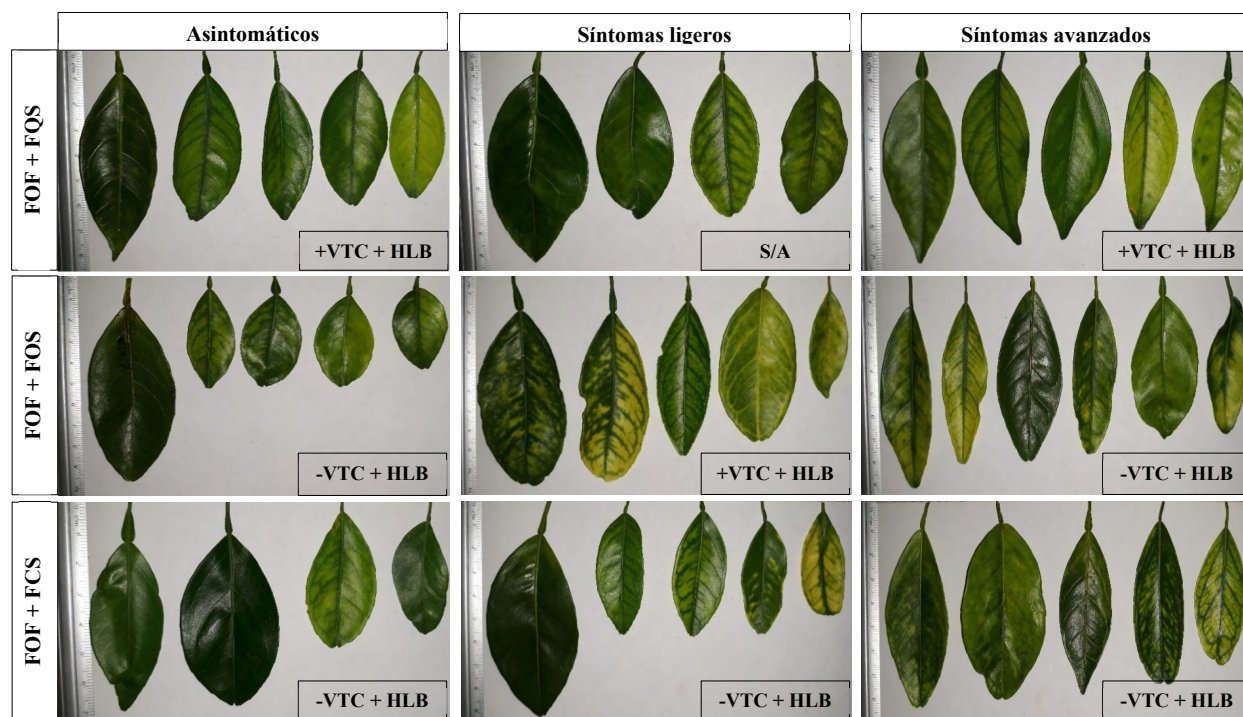 Asintomáticos
Síntomas ligeros
Síntomas avanzados
FOF + FQS
+VTC + HLB
S/A
+VTC + HLB
FOF + FOS
-VTC + HLB
+VTC + HLB
-VTC + HLB
FOF + FCS
-VTC + HLB
-VTC + HLB
-VTC + HLB